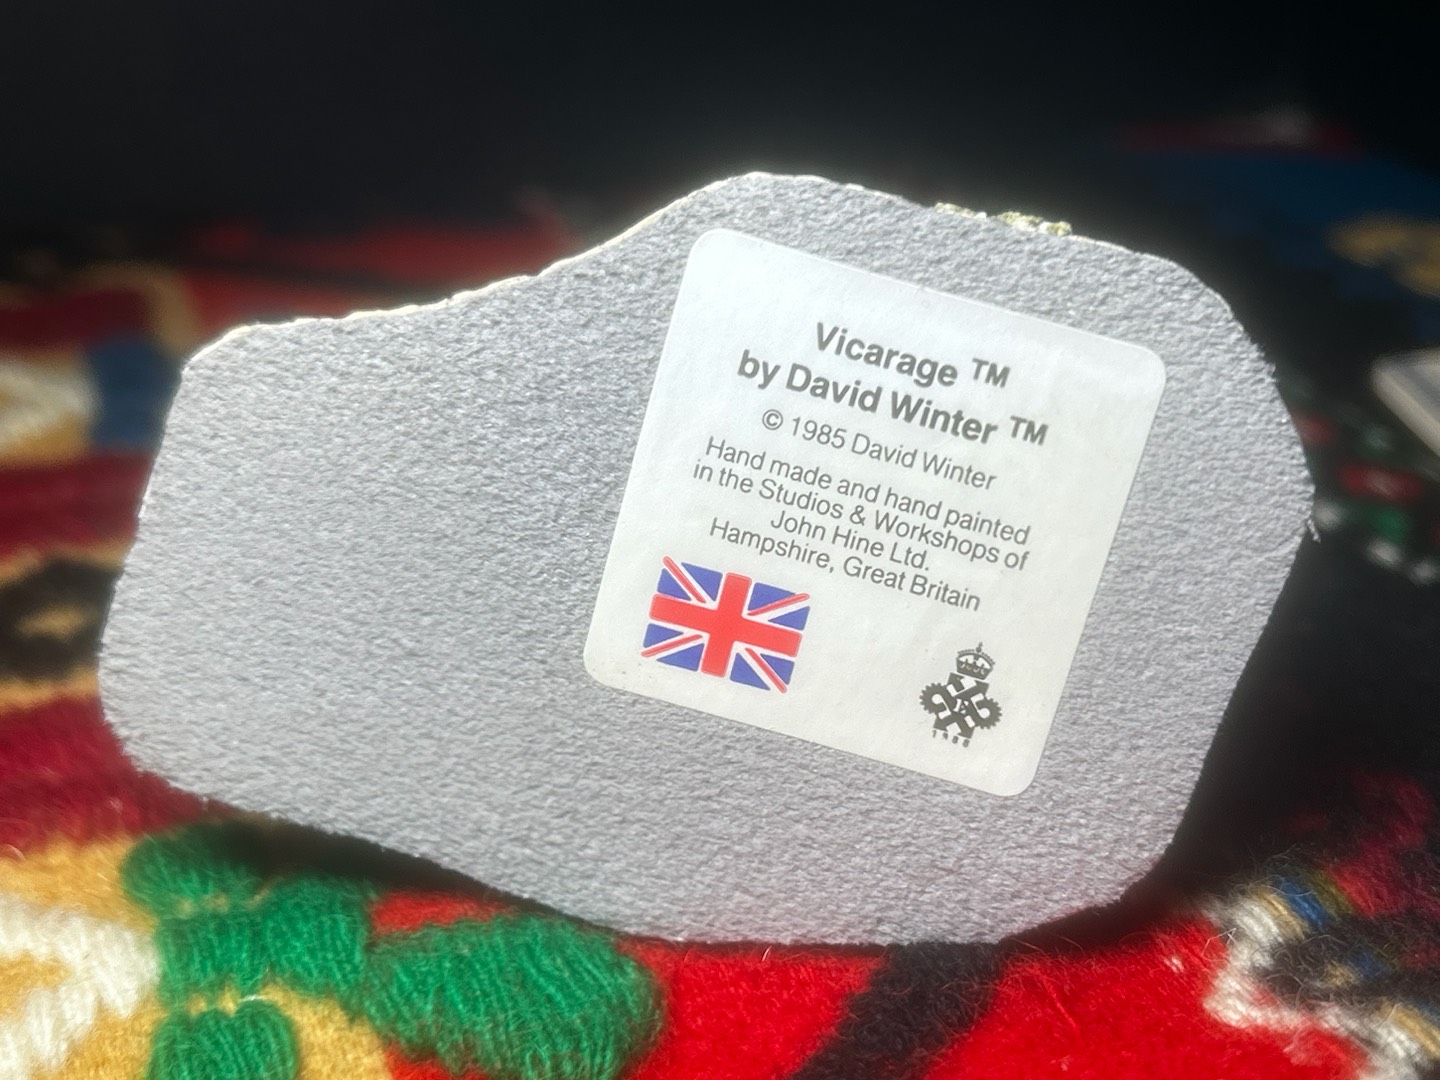 Vicarage ™
by David Winter ™
© 1985 David Winter
Hand made and hand painted
in the Studios & Workshops of
John Hine Ltd.
Hampshire, Great Britain
E
1988